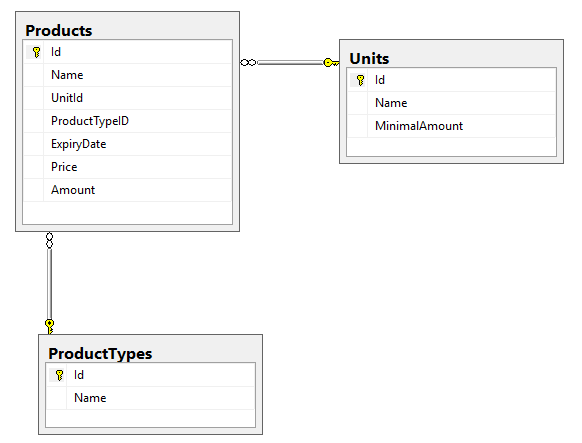 Products
Id
Name
UnitId
ProductTypeID
ExpiryDate
Price
Amount
Units
Id
Name
MinimalAmount
ProductTypes
Id
Name